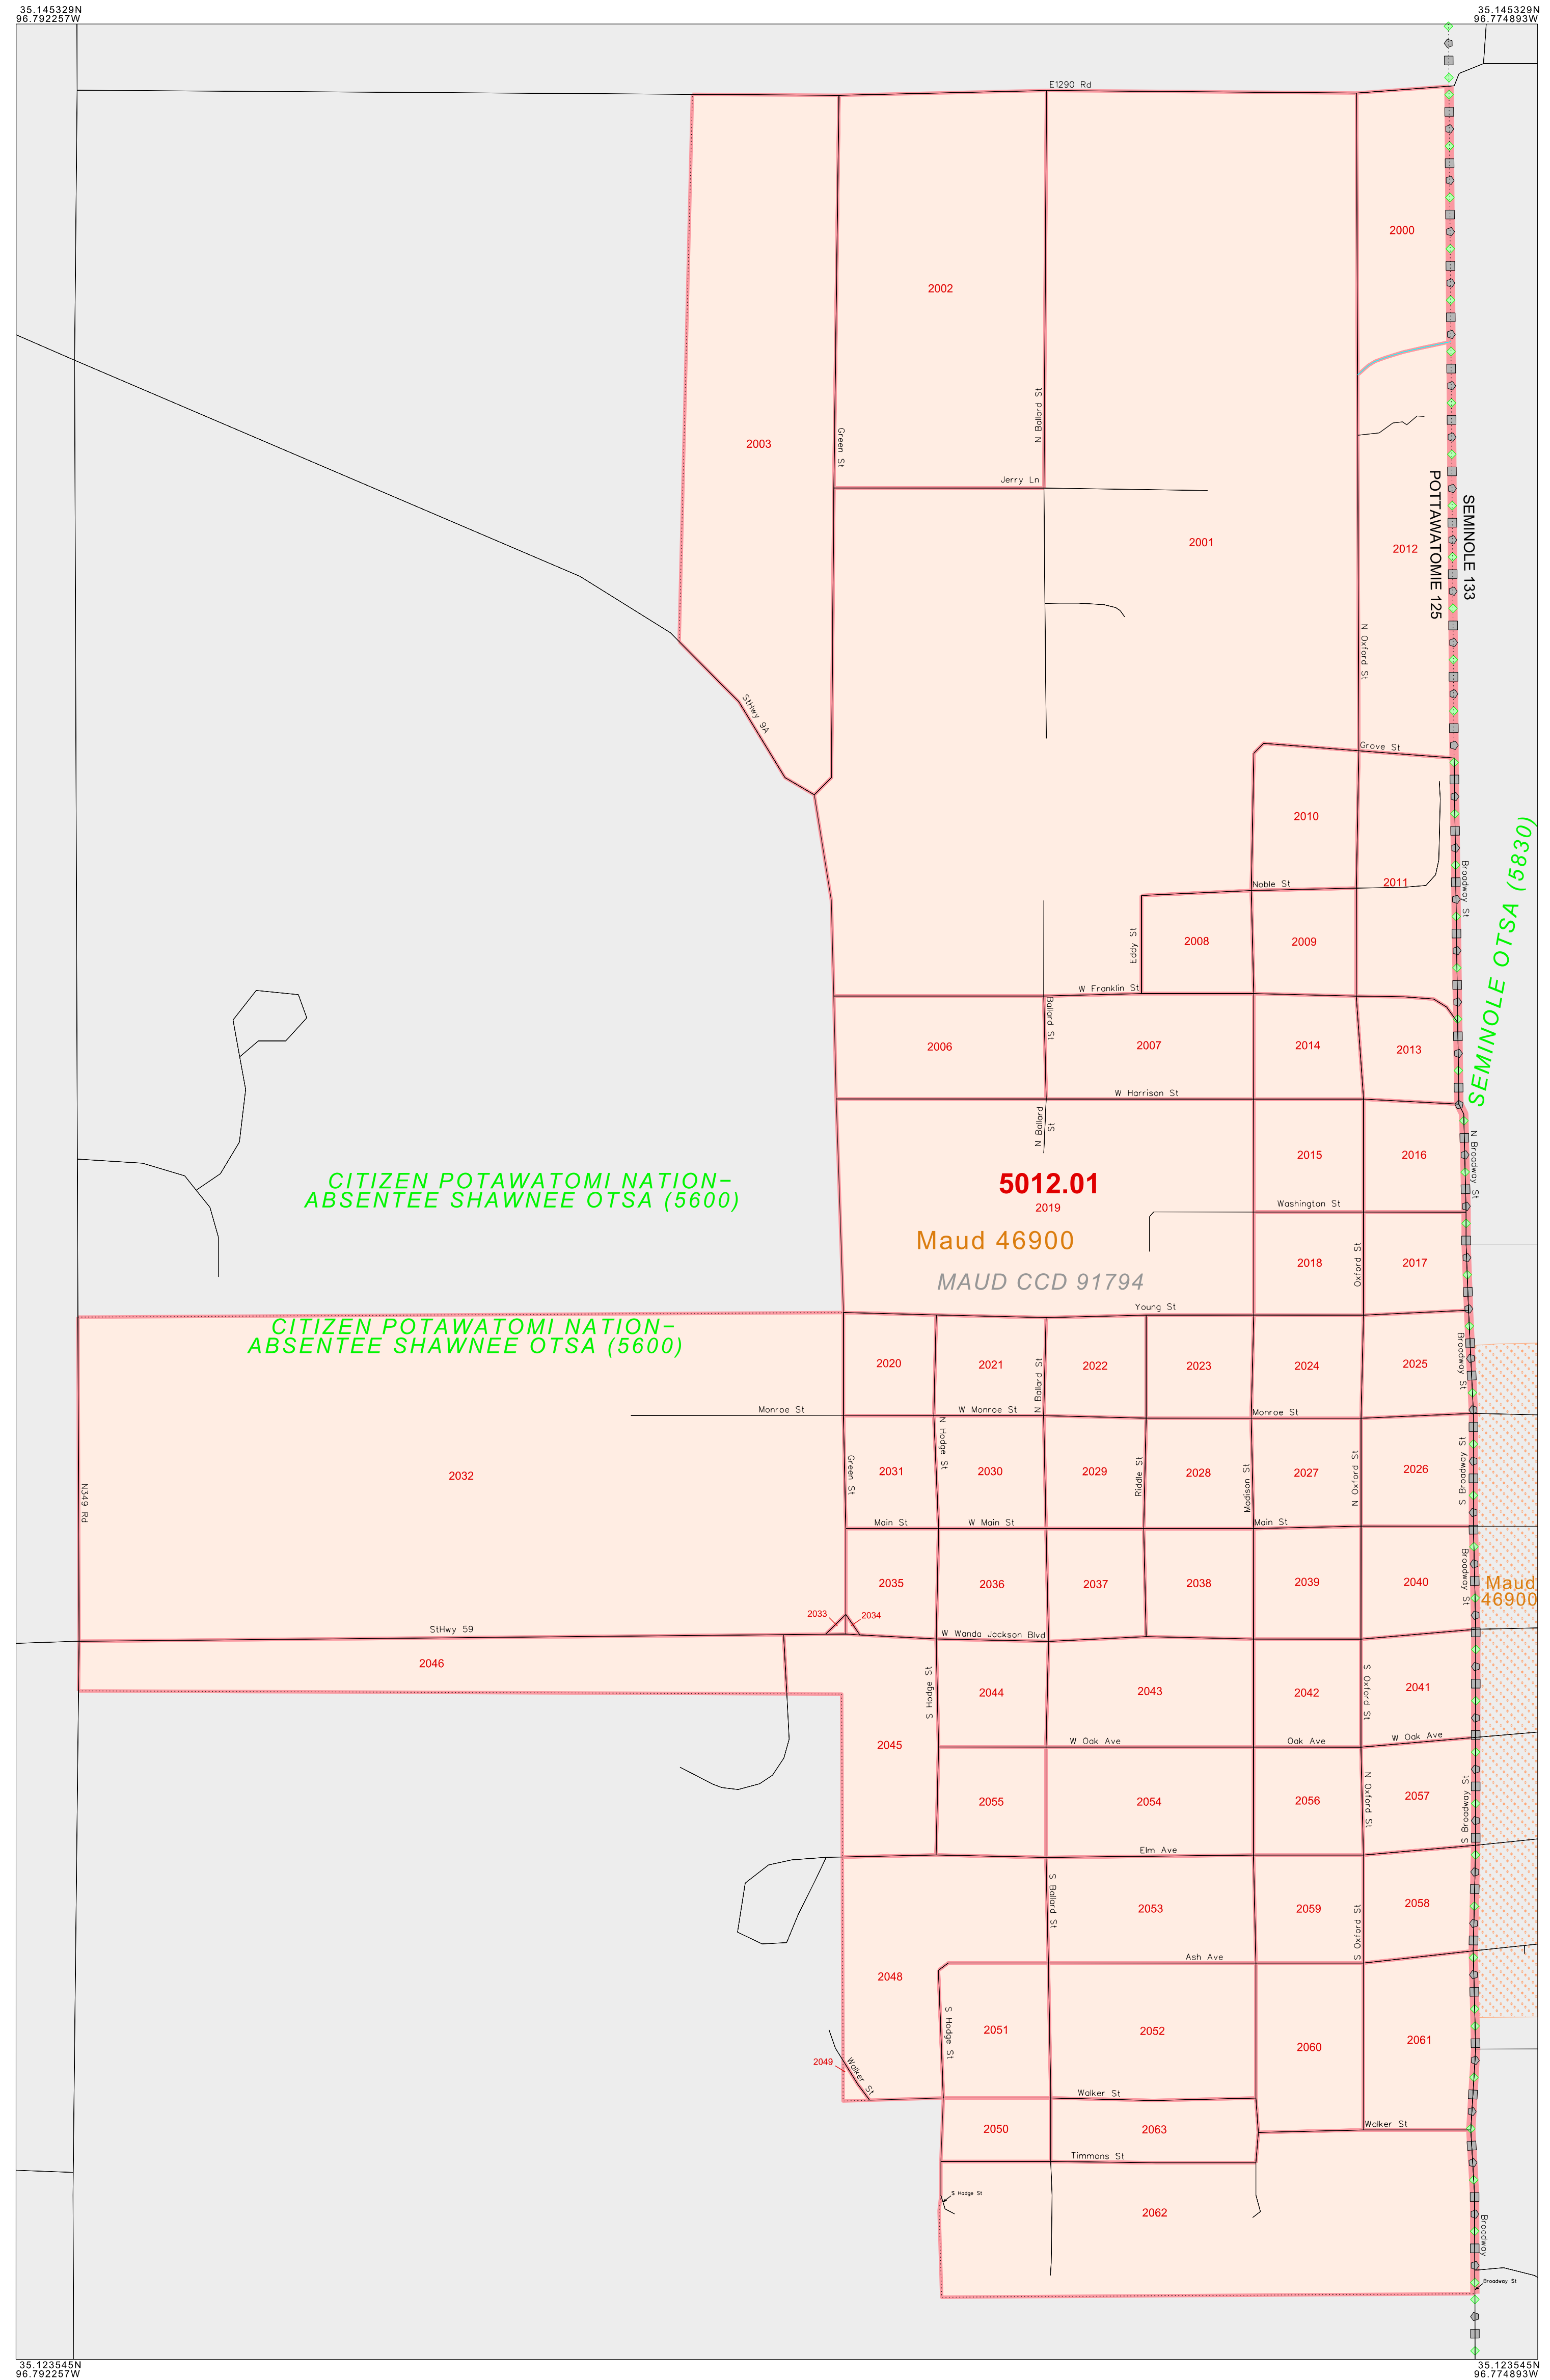 35.145329N
96.792257W
35.145329N
96.774893W
E1290 Rd
2000
2002
N Ballard St
Green St
2003
Jerry Ln
POTTAWATOMIE 125
SEMINOLE 133
2001
2012
N Oxford St
StHwy 9A
Grove St
2010
SEMINOLE OTSA (5830)
Broadway St
Noble St
2011
Eddy St
2008
2009
W Franklin St
Ballard St
2006
2007
2014
2013
W Harrison St
N Ballard
St
N Broadway St
2015
2016
CITIZEN POTAWATOMI NATION-
ABSENTEE SHAWNEE OTSA (5600)
5012.01
2019
Washington St
Maud 46900
Oxford St
2018
2017
MAUD CCD 91794
Young St
CITIZEN POTAWATOMI NATION-
ABSENTEE SHAWNEE OTSA (5600)
2020
2021
N Ballard St
2022
2023
2024
2025
Broadway St
Monroe St
W Monroe St
Monroe St
N Hodge St
2032
Green St
2031
2030
2029
Riddle St
2028
Madison St
2027
N Oxford St
2026
S Broadway St
N349 Rd
Main St
W Main St
Main St
2035
2036
2037
2038
2039
2040
Broadway St
Maud
46900
2033
2034
StHwy 59
W Wanda Jackson Blvd
2046
S Hodge St
2044
2043
2042
S Oxford St
2041
2045
W Oak Ave
Oak Ave
W Oak Ave
2055
2054
2056
N Oxford St
2057
S Broadway St
Elm Ave
S Ballard St
2053
2059
S Oxford St
2058
Ash Ave
2048
S Hodge St
2051
2052
2060
2061
2049
Walker St
Walker St
Walker St
2050
2063
Timmons St
S Hodge St
2062
Broadway
Broadway St
35.123545N
96.792257W
35.123545N
96.774893W